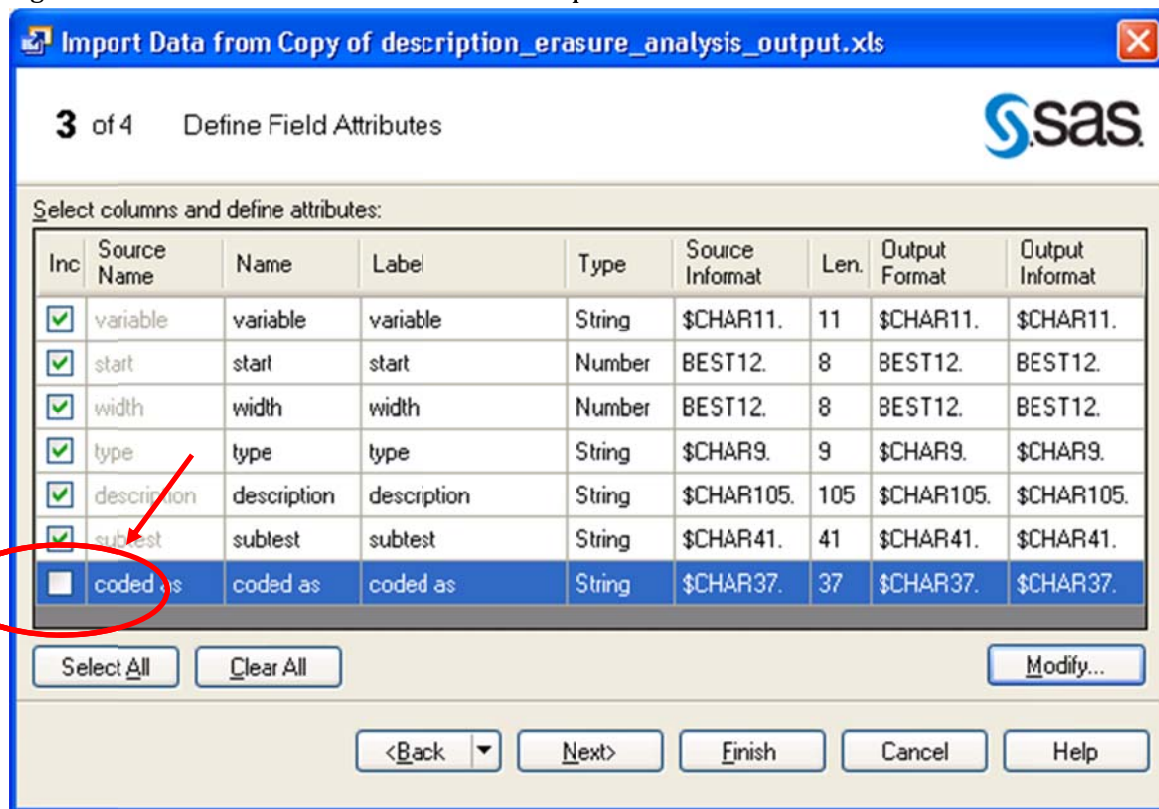 Import Data from Copy of description_erasure_analysis_output.xls
3 of 4 Define Field Attributes
sas
Select columns and define attributes:
Inc Source Name Name Label Type Source Informat Len. Output Format Output Informat
variable variable variable String $CHAR11. 11 $CHAR11. $CHAR11.
start start start Number BEST12. 8 BEST12. BEST12.
width width width Number BEST12. 8 BEST12. BEST12.
type type type String $CHAR9. 9 $CHAR9. $CHAR9.
description description description String $CHAR105. 105 $CHAR105. $CHAR105.
subtest subtest subtest String $CHAR41. 41 $CHAR41. $CHAR41.
coded as coded as coded as String $CHAR37. 37 $CHAR37. $CHAR37.
Select All Clear All Modify...
<Back Next> Finish Cancel Help